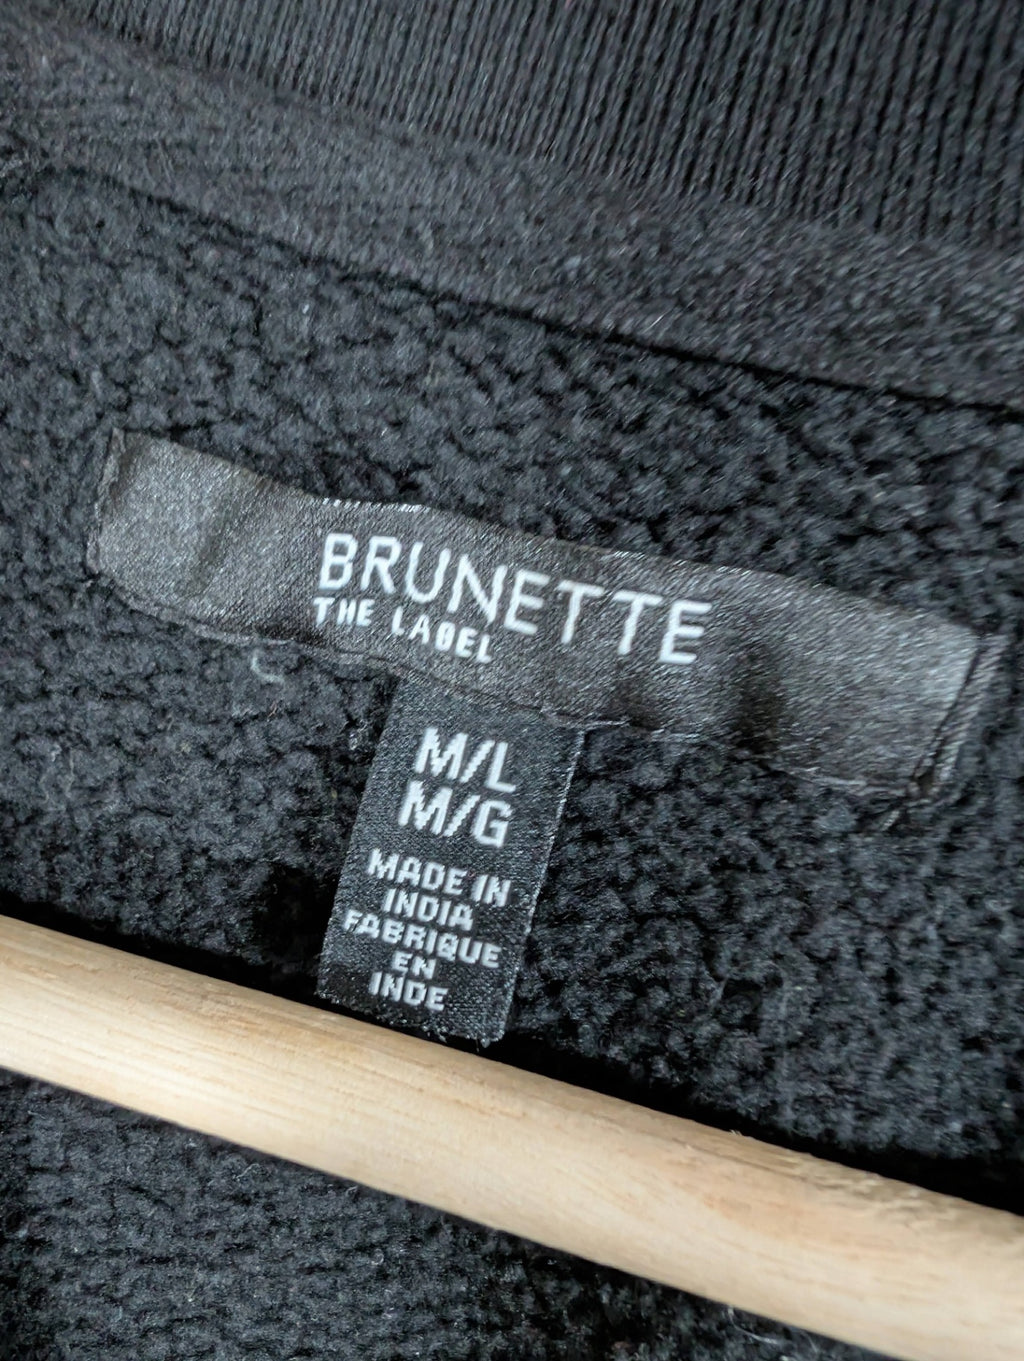 BRUNETTE
THE LABEL
M/L
M/G
MADE IN
INDIA
FABRIQUE
EN
INDE